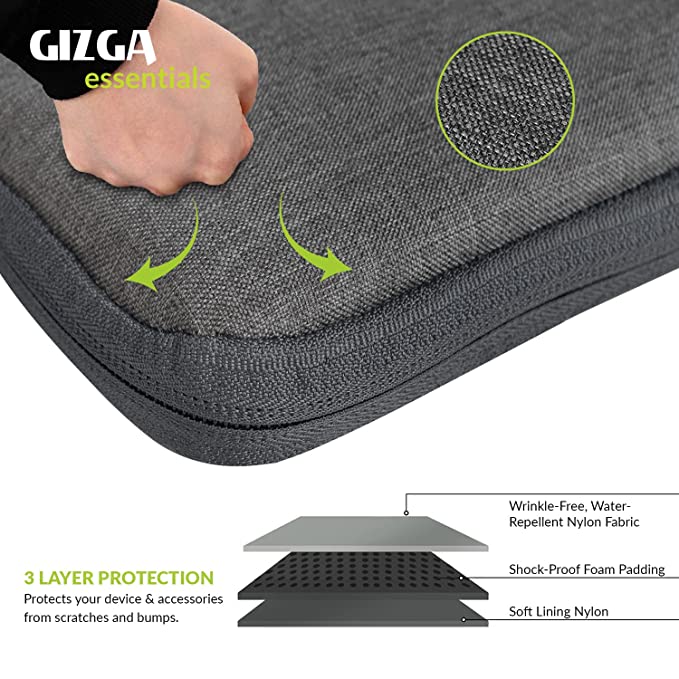 GIZGA
essentials
Wrinkle-Free, Water-
Repellent Nylon Fabric
Shock-Proof Foam Padding
3 LAYER PROTECTION
Protects your device & accessories
from scratches and bumps.
Soft Lining Nylon